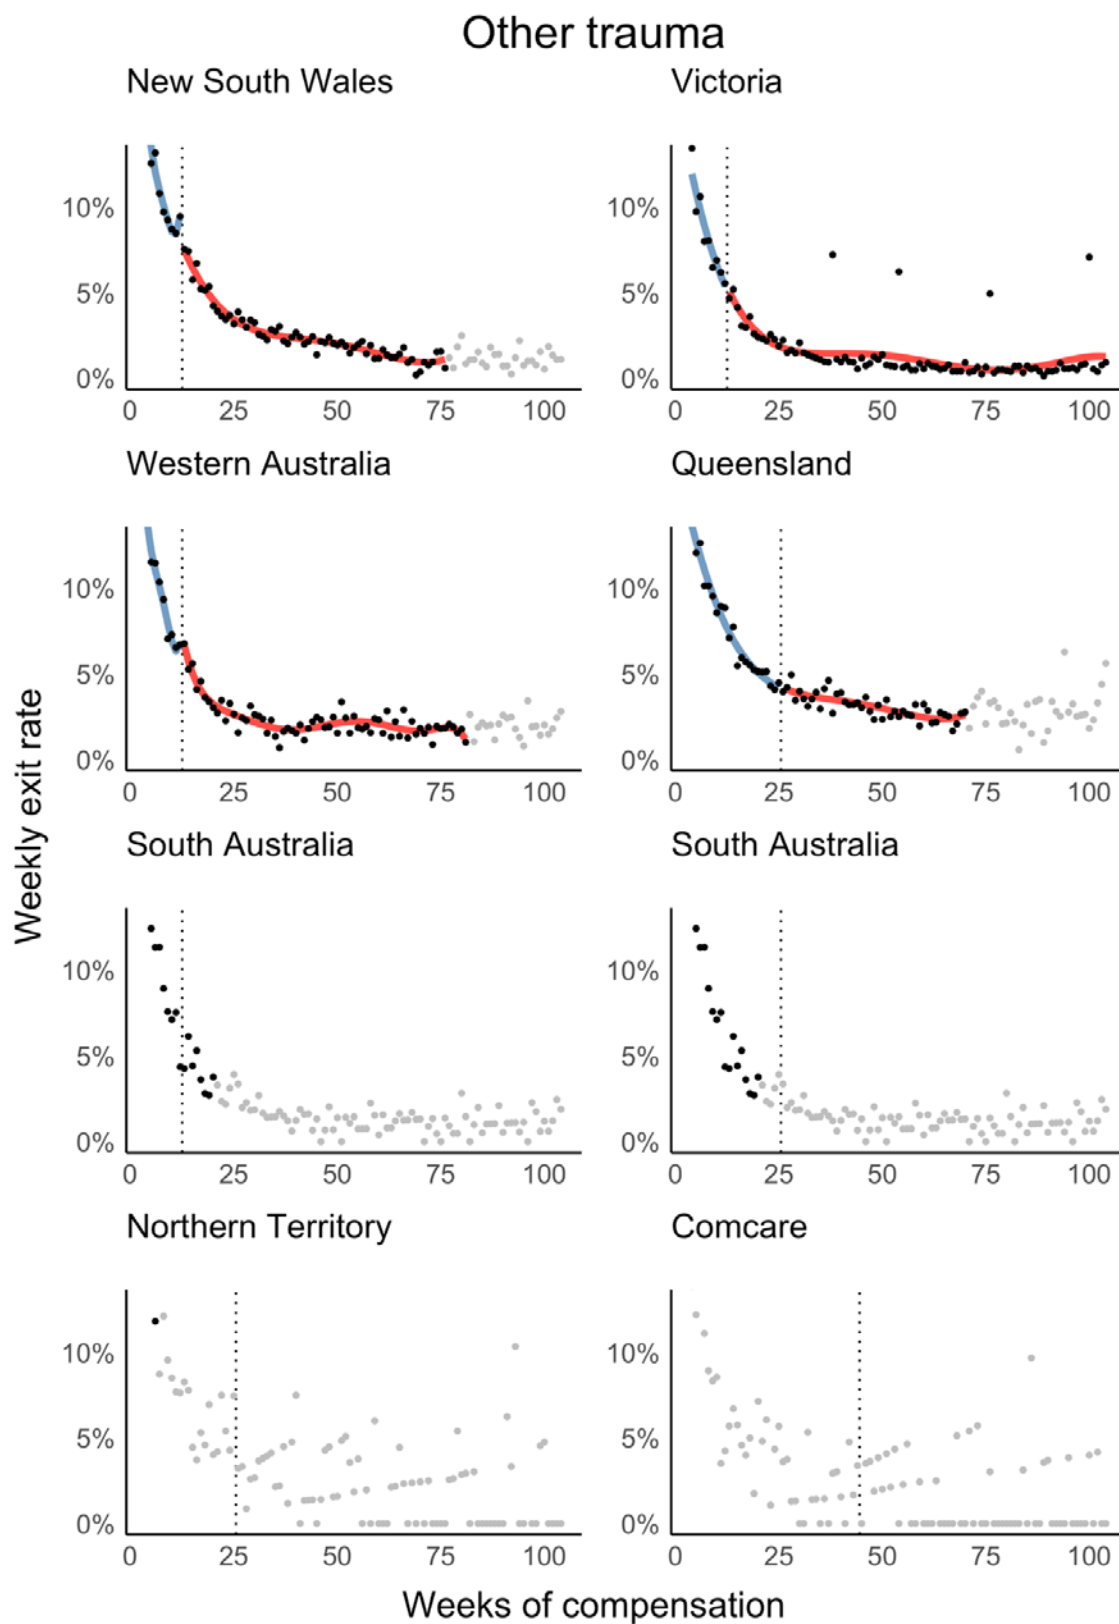 Other trauma
New South Wales
Victoria
10%
5%
0%
0 25 50 75 100
10%
5%
0%
0 25 50 75 100
Western Australia
Queensland
10%
5%
0%
0 25 50 75 100
10%
5%
0%
0 25 50 75 100
South Australia
South Australia
10%
5%
0%
0 25 50 75 100
10%
5%
0%
0 25 50 75 100
Northern Territory
Comcare
10%
5%
0%
0 25 50 75 100
10%
5%
0%
0 25 50 75 100
Weekly exit rate
Weeks of compensation